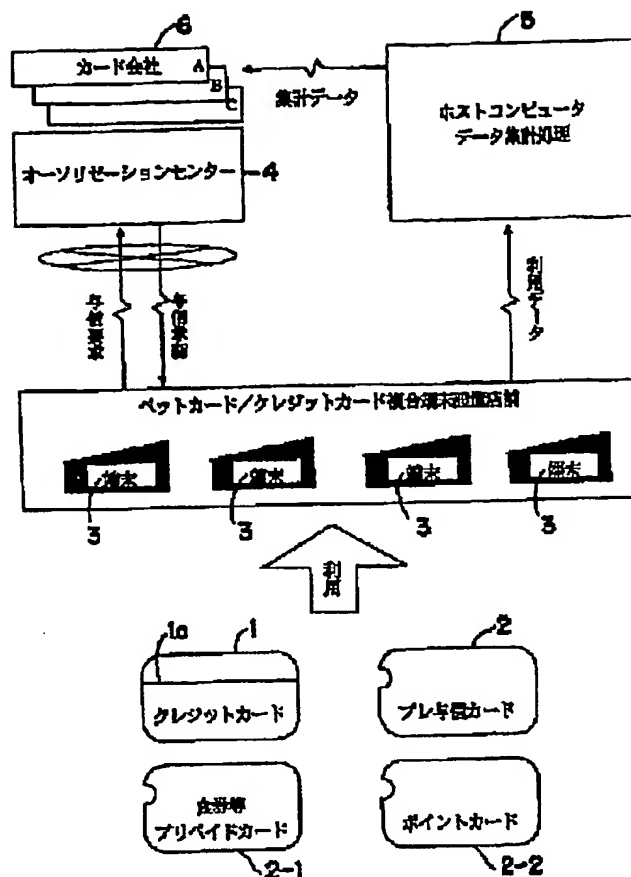 6
5
カード会社
A
B
C
集計データ
ホストコンピュータ
データ集計処理
オーソリゼーションセンター
4
与信要求
与信承認
利用データ
ペットカード/クレジットカード複合端末設置店舗
端末
端末
端末
端末
3
3
3
3
利用
1a
1
2
クレジットカード
プレ与信カード
食券等
プリペイドカード
ポイントカード
2-1
2-2